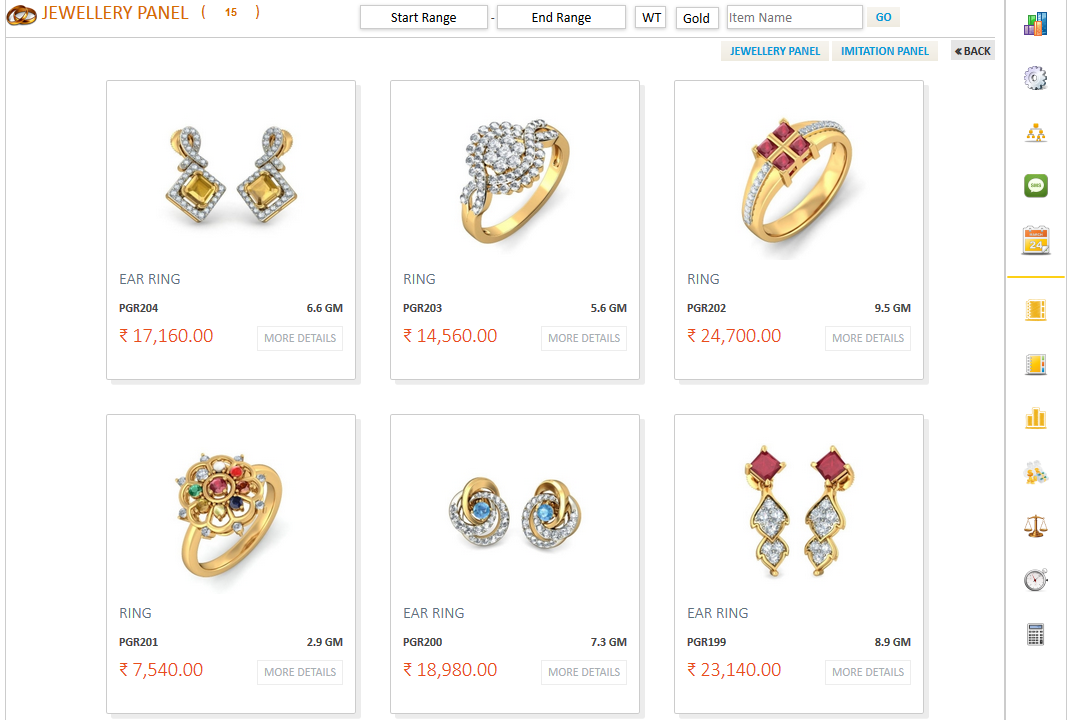 JEWELLERY PANEL ( 15 )
Start Range - End Range WT Gold Item Name GO
JEWELLERY PANEL IMITATION PANEL « BACK
EAR RING
PGR204 6.6 GM
₹ 17,160.00 MORE DETAILS
RING
PGR203 5.6 GM
₹ 14,560.00 MORE DETAILS
RING
PGR202 9.5 GM
₹ 24,700.00 MORE DETAILS
RING
PGR201 2.9 GM
₹ 7,540.00 MORE DETAILS
EAR RING
PGR200 7.3 GM
₹ 18,980.00 MORE DETAILS
EAR RING
PGR199 8.9 GM
₹ 23,140.00 MORE DETAILS
SMS
24